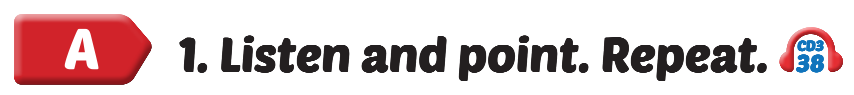 A 1. Listen and point. Repeat. CD3 38